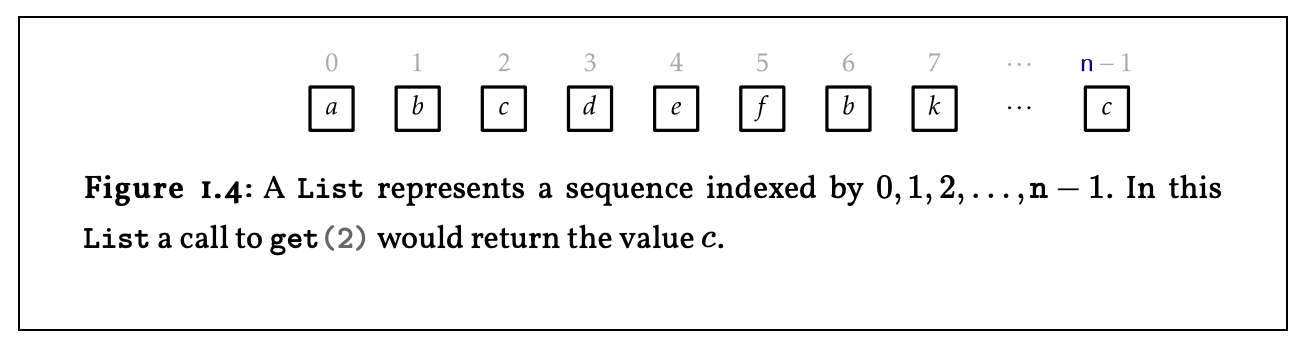 0 1 2 3 4 5 6 7 ⋯ n − 1
a b c d e f b k ⋯ c
Figure 1.4: A List represents a sequence indexed by 0, 1, 2, . . . , n − 1. In this
List a call to get(2) would return the value c.